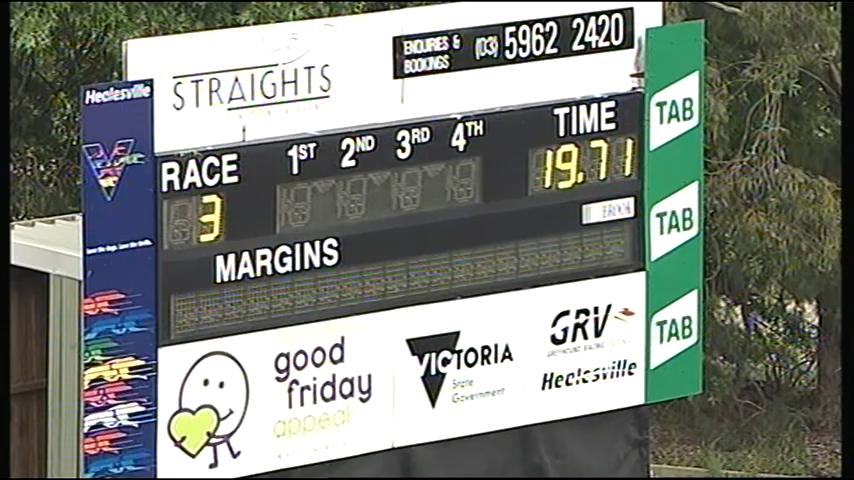 ENQUIRIES &
BOOKINGS (03) 5962 2420
STRAIGHTS
Healesville
TAB
1ST 2ND 3RD 4TH TIME
RACE
3
19.71
BROOK
MARGINS
TAB
TAB
good
friday
appeal
VICTORIA
State
Government
GRV
Healesville